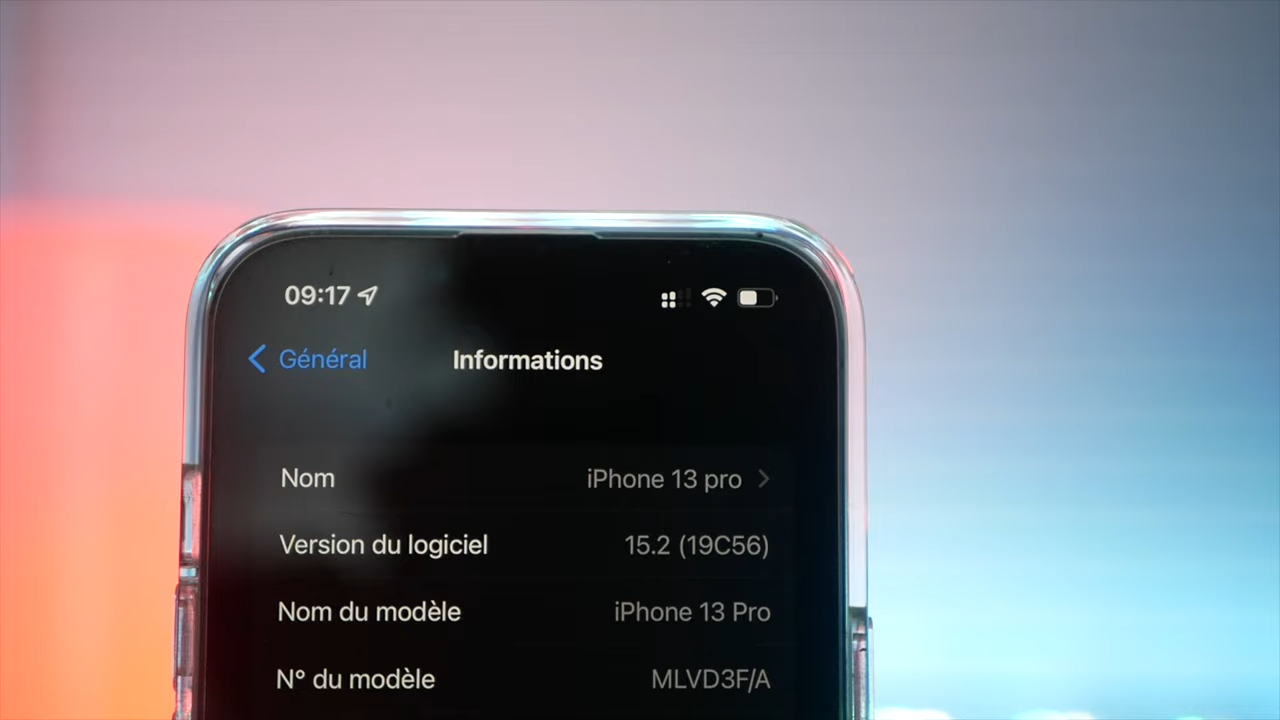 09:17
Général Informations
Nom iPhone 13 pro
Version du logiciel 15.2 (19C56)
Nom du modèle iPhone 13 Pro
N° du modèle MLVD3F/A